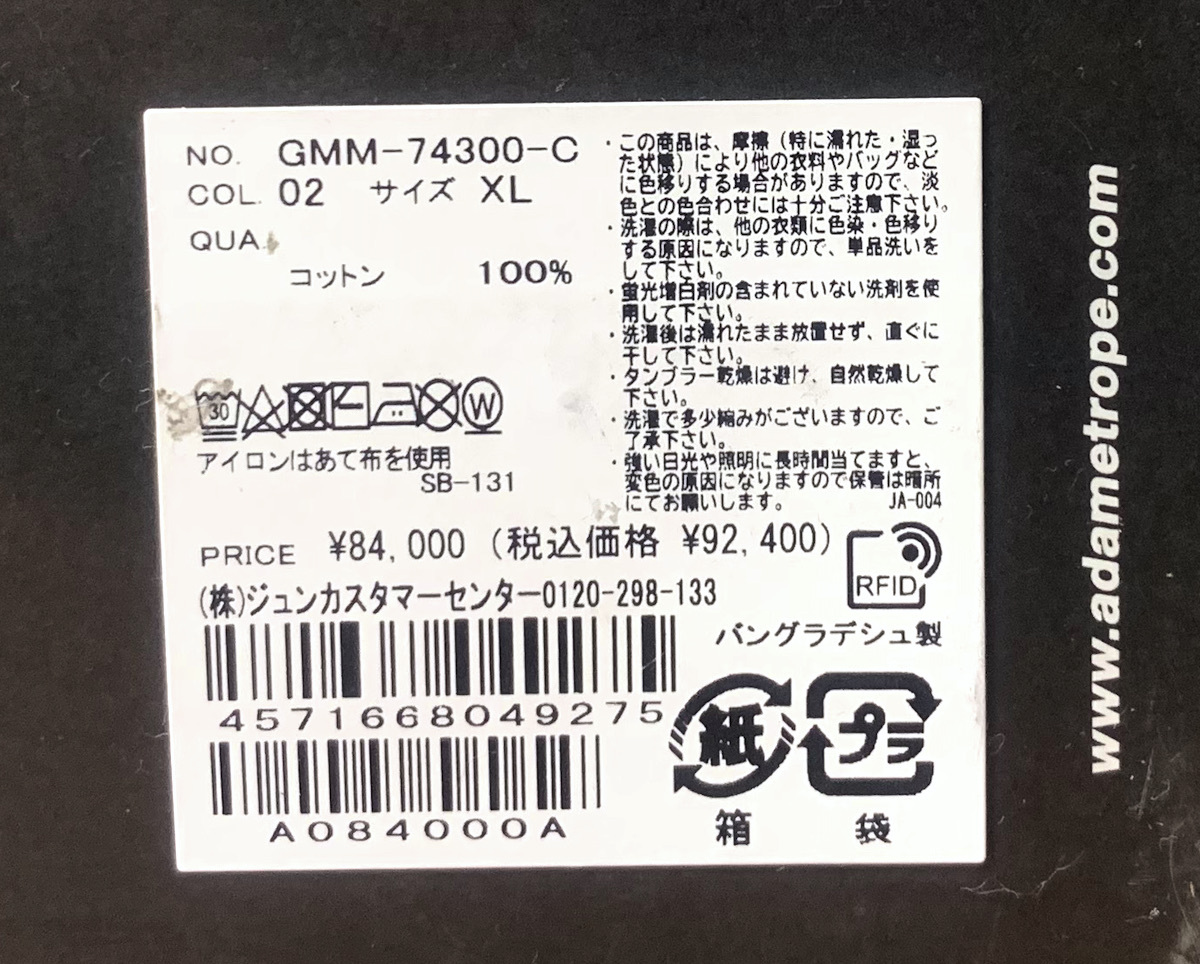 NO. GMM-74300-C
COL. 02 サイズ XL
QUA.
コットン 100%
30
W
アイロンはあて布を使用
SB-131
・この商品は、摩擦（特に濡れた・湿っ
た状態）により他の衣料やバッグなど
に色移りする場合がありますので、淡
色との色合わせには十分ご注意下さい。
・洗濯の際は、他の衣類に色染・色移り
する原因になりますので、単品洗いを
して下さい。
・蛍光増白剤の含まれていない洗剤を使
用して下さい。
・洗濯後は濡れたまま放置せず、直ぐに
干して下さい。
・タンブラー乾燥は避け、自然乾燥して
下さい。
・洗濯で多少縮みがございますので、ご
了承下さい。
・強い日光や照明に長時間当てますと、
変色の原因になりますので保管は暗所
にてお願いします。 JA-004
PRICE ¥84,000 (税込価格 ¥92,400)
RFID
(株)ジュンカスタマーセンター0120-298-133
バングラデシュ製
4571668049275
A084000A
紙
箱
プラ
袋
www.adametrope.com